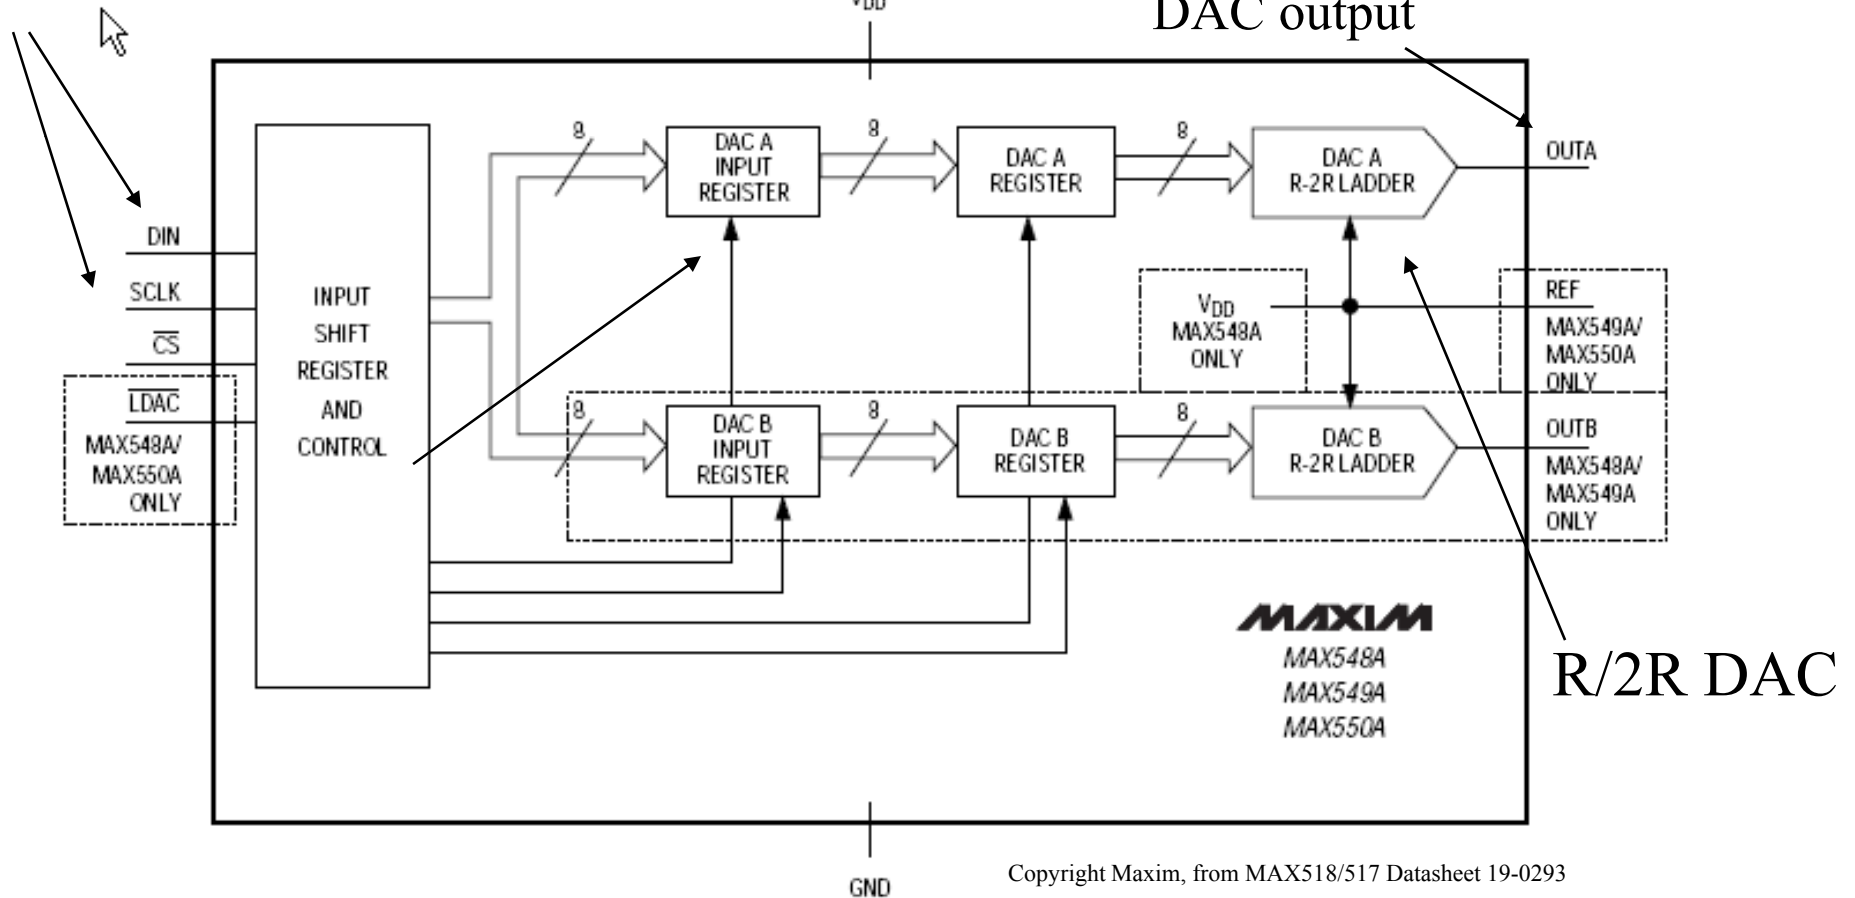 VDD
DAC output
8
8
8
DAC A
INPUT
REGISTER
DAC A
REGISTER
DAC A
R-2R LADDER
OUTA
DIN
SCLK
CS
LDAC
MAX548A/
MAX550A
ONLY
INPUT
SHIFT
REGISTER
AND
CONTROL
VDD
MAX548A
ONLY
REF
MAX549A/
MAX550A
ONLY
8
8
8
DAC B
INPUT
REGISTER
DAC B
REGISTER
DAC B
R-2R LADDER
OUTB
MAX548A/
MAX549A
ONLY
MAXIM
MAX548A
MAX549A
MAX550A
R/2R DAC
GND
Copyright Maxim, from MAX518/517 Datasheet 19-0293